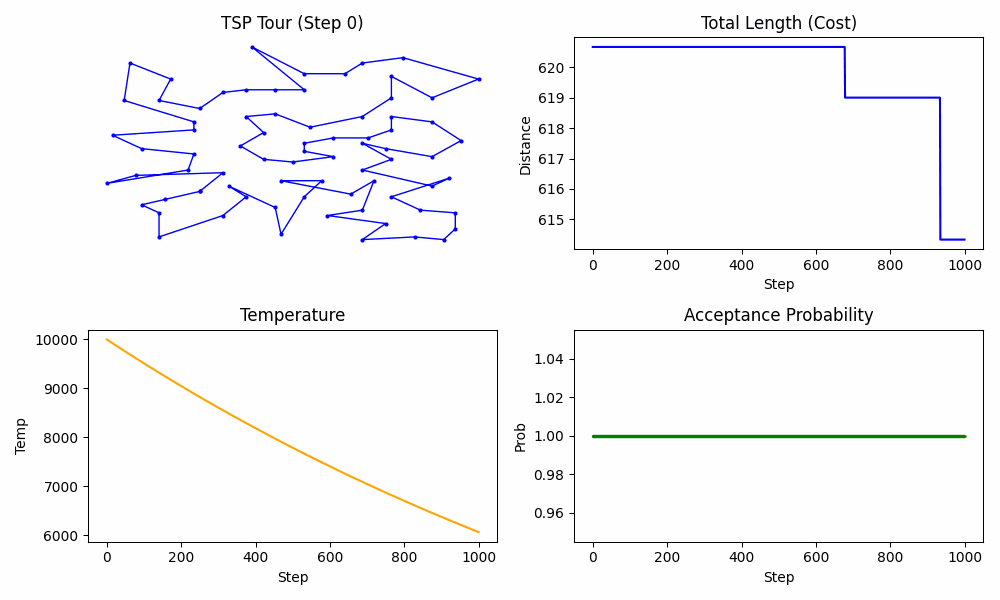 TSP Tour (Step 0)
Total Length (Cost)
Distance
620
619
618
617
616
615
0 200 400 600 800 1000
Step
Temperature
Temp
10000
9000
8000
7000
6000
0 200 400 600 800 1000
Step
Acceptance Probability
Prob
1.04
1.02
1.00
0.98
0.96
0 200 400 600 800 1000
Step